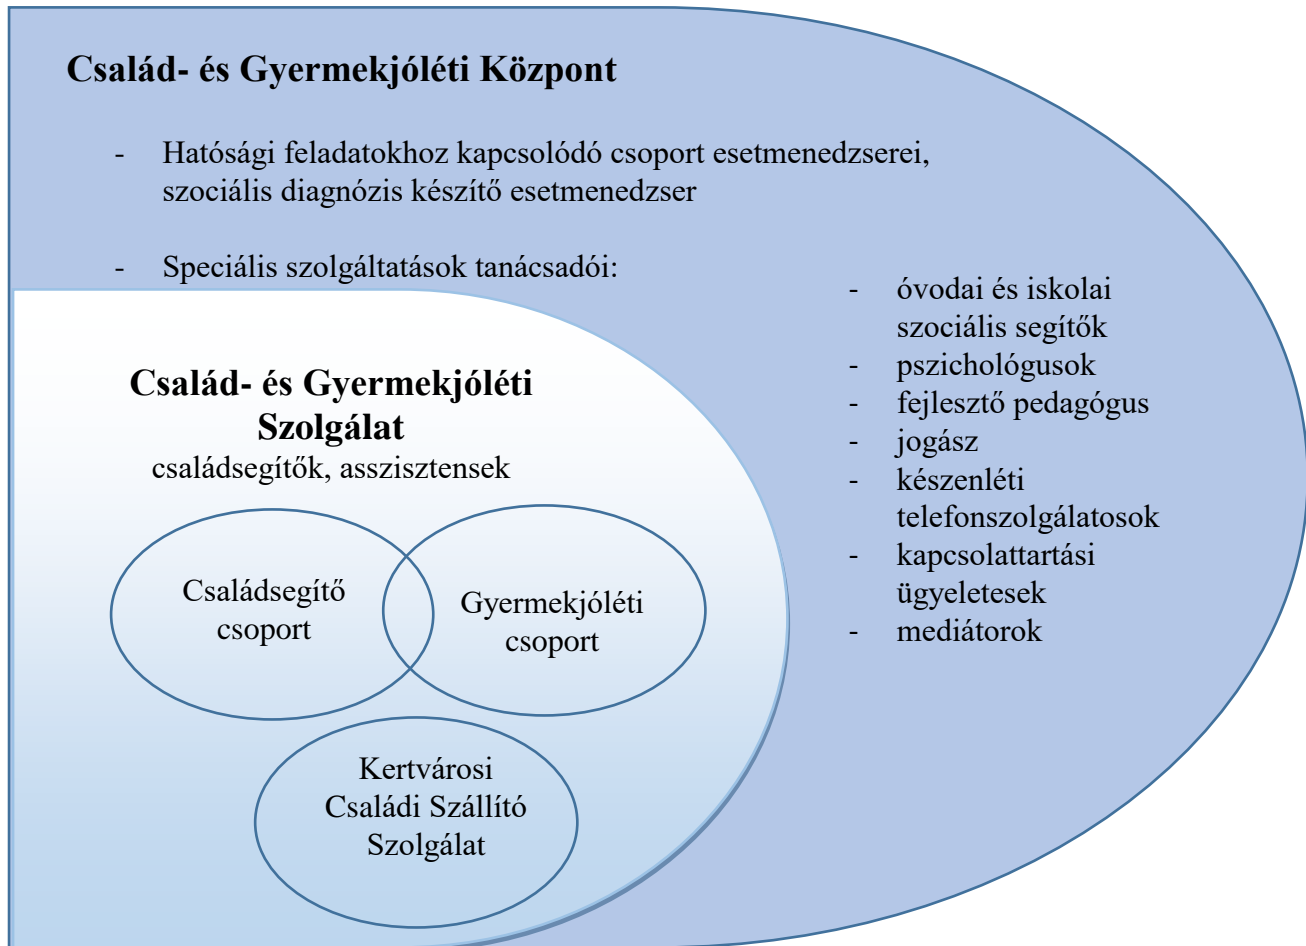 Család- és Gyermekjóléti Központ
- Hatósági feladatokhoz kapcsolódó csoport esetmenedzserei,
szociális diagnózis készítő esetmenedzser
- Speciális szolgáltatások tanácsadói:
- óvodai és iskolai
szociális segítők
- pszichológusok
- fejlesztő pedagógus
- jogász
- készenléti
telefonszolgálatosok
- kapcsolattartási
ügyeletesek
- mediátorok
Család- és Gyermekjóléti
Szolgálat
családsegítők, asszisztensek
Családsegítő
csoport
Gyermekjóléti
csoport
Kertvárosi
Családi Szállító
Szolgálat